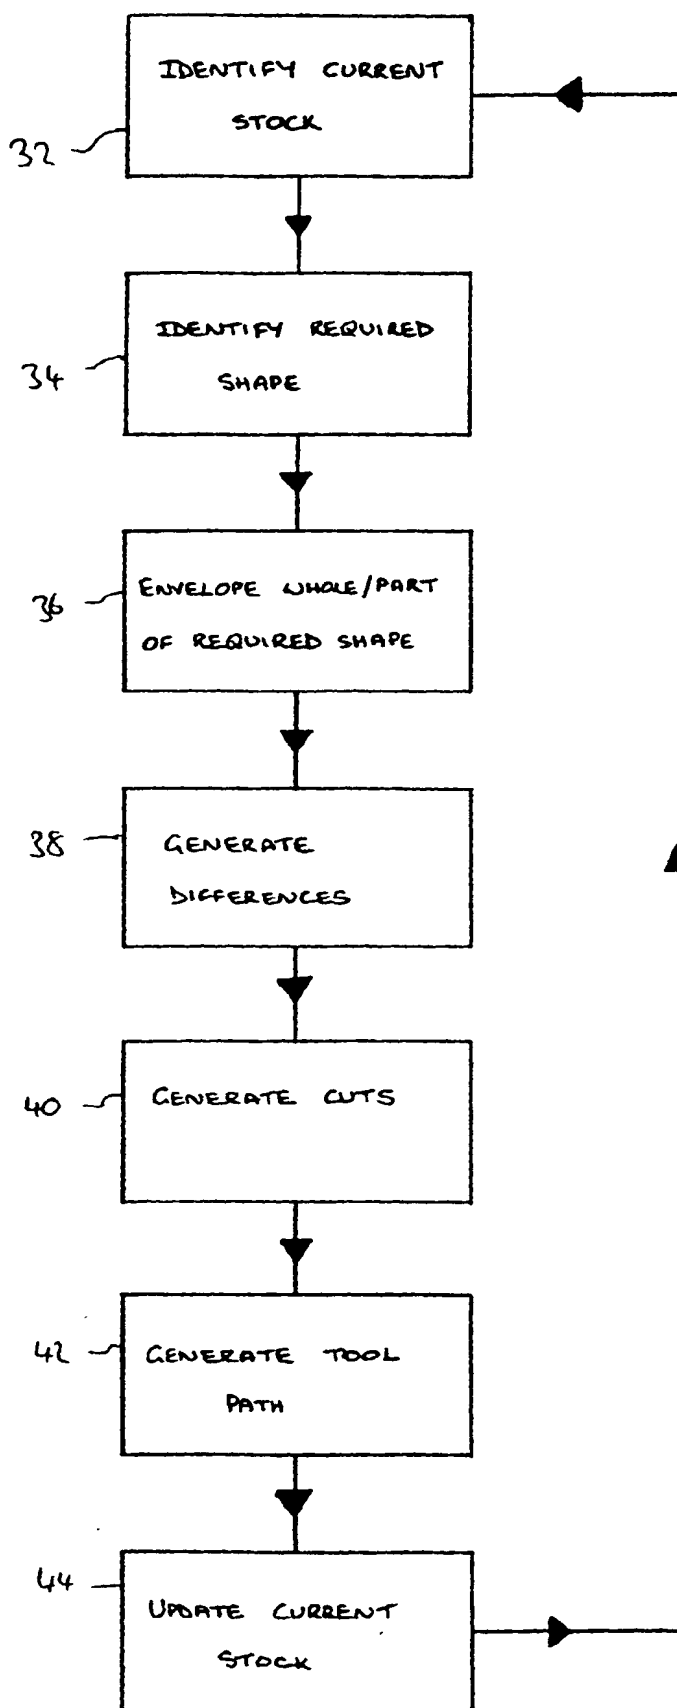 IDENTIFY CURRENT
STOCK
32
IDENTIFY REQUIRED
SHAPE
34
ENVELOPE WHOLE/PART
OF REQUIRED SHAPE
36
GENERATE
DIFFERENCES
38
GENERATE CUTS
40
GENERATE TOOL
PATH
42
UPDATE CURRENT
STOCK
44